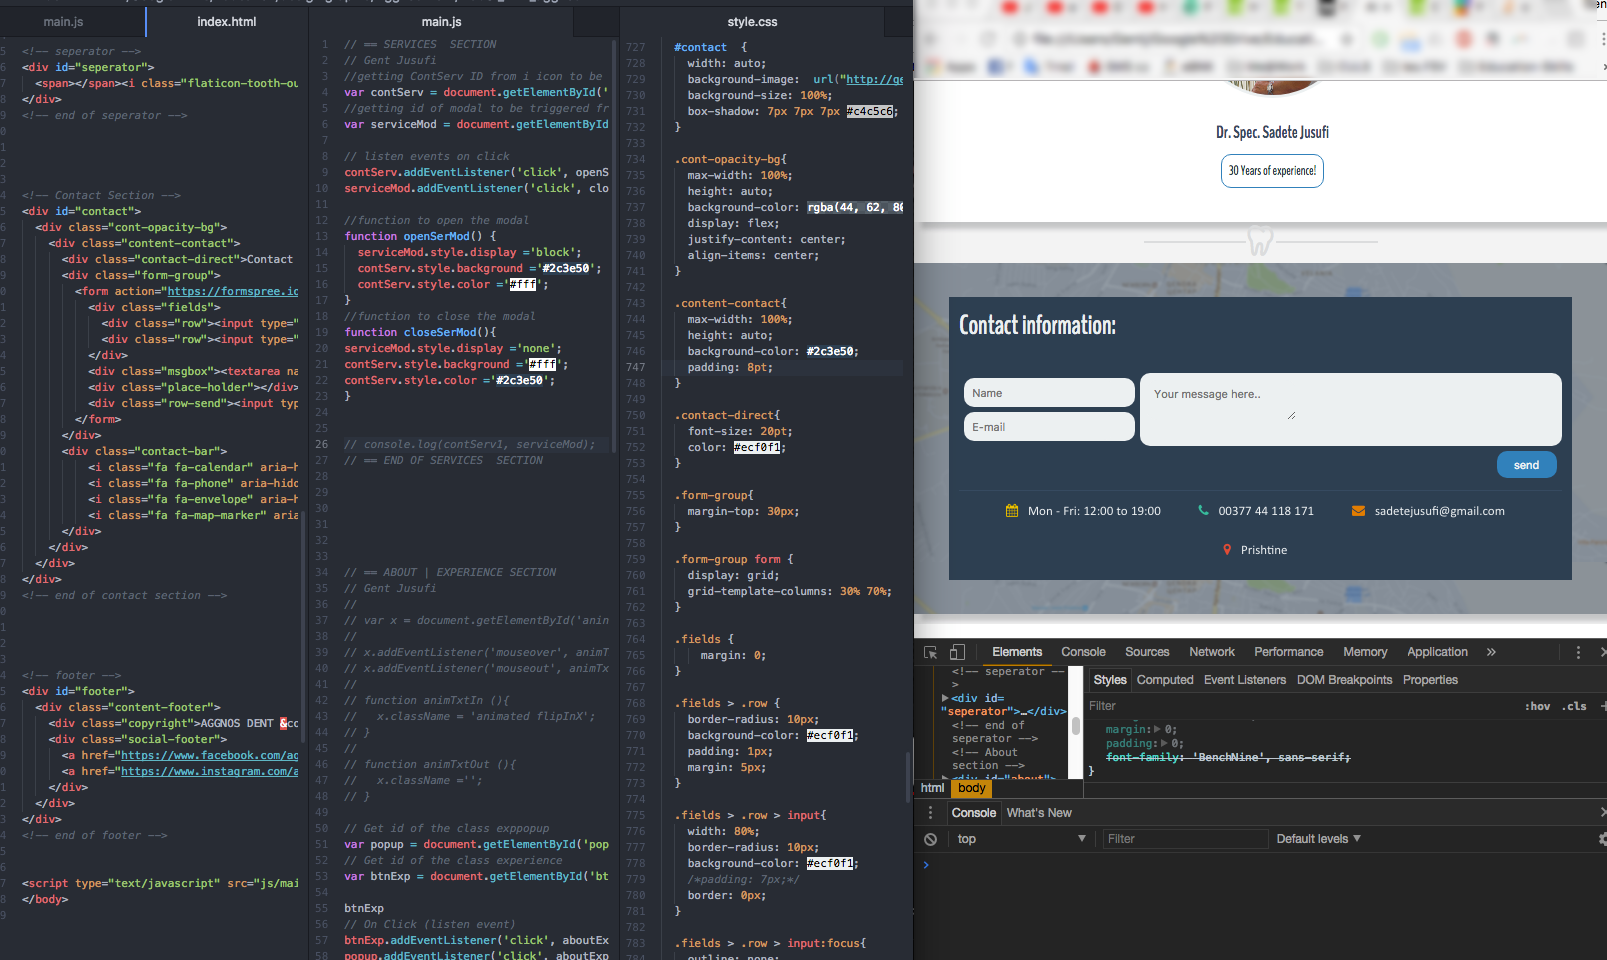 main.js
index.html
<!-- seperator -->
<div id="seperator">
<span></span><i class="flaticon-tooth-ou
</div>
<!-- end of seperator -->
<!-- Contact Section -->
<div id="contact">
<div class="cont-opacity-bg">
<div class="content-contact">
<div class="contact-direct">Contact
<div class="form-group">
<form action="https://formspree.io
<div class="fields">
<div class="row"><input type="
<div class="row"><input type="
</div>
<div class="msgbox"><textarea na
<div class="place-holder"></div>
<div class="row-send"><input typ
</form>
</div>
<div class="contact-bar">
<i class="fa fa-calendar" aria-h
<i class="fa fa-phone" aria-hido
<i class="fa fa-envelope" aria-h
<i class="fa fa-map-marker" aria
</div>
</div>
</div>
</div>
<!-- end of contact section -->
<!-- footer -->
<div id="footer">
<div class="content-footer">
<div class="copyright">AGGNOS DENT &co
<div class="social-footer">
<a href="https://www.facebook.com/ag
<a href="https://www.instagram.com/a
</div>
</div>
</div>
<!-- end of footer -->
<script type="text/javascript" src="js/mai
</body>
main.js
1 // == SERVICES  SECTION
2 // Gent Jusufi
3 //getting ContServ ID from i icon to be
4 var contServ = document.getElementById('
5 //getting id of modal to be triggered fr
6 var serviceMod = document.getElementById
7
8 // listen events on click
9 contServ.addEventListener('click', openS
10 serviceMod.addEventListener('click', clo
11
12 //function to open the modal
13 function openSerMod() {
14 serviceMod.style.display ='block';
15 contServ.style.background ='#2c3e50';
16 contServ.style.color ='#fff';
17 }
18 //function to close the modal
19 function closeSerMod(){
20 serviceMod.style.display ='none';
21 contServ.style.background ='#fff';
22 contServ.style.color ='#2c3e50';
23 }
24
25
26 // console.log(contServ1, serviceMod);
27 // == END OF SERVICES  SECTION
28
29
30
31
32
33
34 // == ABOUT | EXPERIENCE SECTION
35 // Gent Jusufi
36 //
37 // var x = document.getElementById('anin
38 //
39 // x.addEventListener('mouseover', animT
40 // x.addEventListener('mouseout', animTx
41 //
42 // function animTxtIn (){
43 //   x.className = 'animated flipInX';
44 // }
45 //
46 // function animTxtOut (){
47 //   x.className ='';
48 // }
49
50 // Get id of the class exppopup
51 var popup = document.getElementById('pop
52 // Get id of the class experience
53 var btnExp = document.getElementById('bt
54
55 btnExp
56 // On Click (listen event)
57 btnExp.addEventListener('click', aboutEx
58 popup.addEventListener('click', aboutExp
style.css
727 #contact  {
728 width: auto;
729 background-image:  url("http://ge
730 background-size: 100%;
731 box-shadow: 7px 7px 7px #c4c5c6;
732 }
733
734 .cont-opacity-bg{
735 max-width: 100%;
736 height: auto;
737 background-color: rgba(44, 62, 80
738 display: flex;
739 justify-content: center;
740 align-items: center;
741 }
742
743 .content-contact{
744 max-width: 100%;
745 height: auto;
746 background-color: #2c3e50;
747 padding: 8pt;
748 }
749
750 .contact-direct{
751 font-size: 20pt;
752 color: #ecf0f1;
753 }
754
755 .form-group{
756 margin-top: 30px;
757 }
758
759 .form-group form {
760 display: grid;
761 grid-template-columns: 30% 70%;
762 }
763
764 .fields {
765 margin: 0;
766 }
767
768 .fields > .row {
769 border-radius: 10px;
770 background-color: #ecf0f1;
771 padding: 1px;
772 margin: 5px;
773 }
774
775 .fields > .row > input{
776 width: 80%;
777 border-radius: 10px;
778 background-color: #ecf0f1;
779 /*padding: 7px;*/
780 border: 0px;
781 }
782
783 .fields > .row > input:focus{
784 outline: none;
Dr. Spec. Sadete Jusufi
30 Years of experience!
Contact information:
Name
E-mail
Your message here..
send
Mon - Fri: 12:00 to 19:00
00377 44 118 171
sadetejusufi@gmail.com
Prishtine
Elements Console Sources Network Performance Memory Application »
<!-- seperator --
>
<div id=
"seperator">…</div>
<!-- end of
seperator -->
<!-- About
section -->
<div id="about">
html body
Styles Computed Event Listeners DOM Breakpoints Properties
Filter :hov .cls +
margin: 0;
padding: 0;
font-family: 'BenchNine', sans-serif;
}
Console What's New
top Filter Default levels